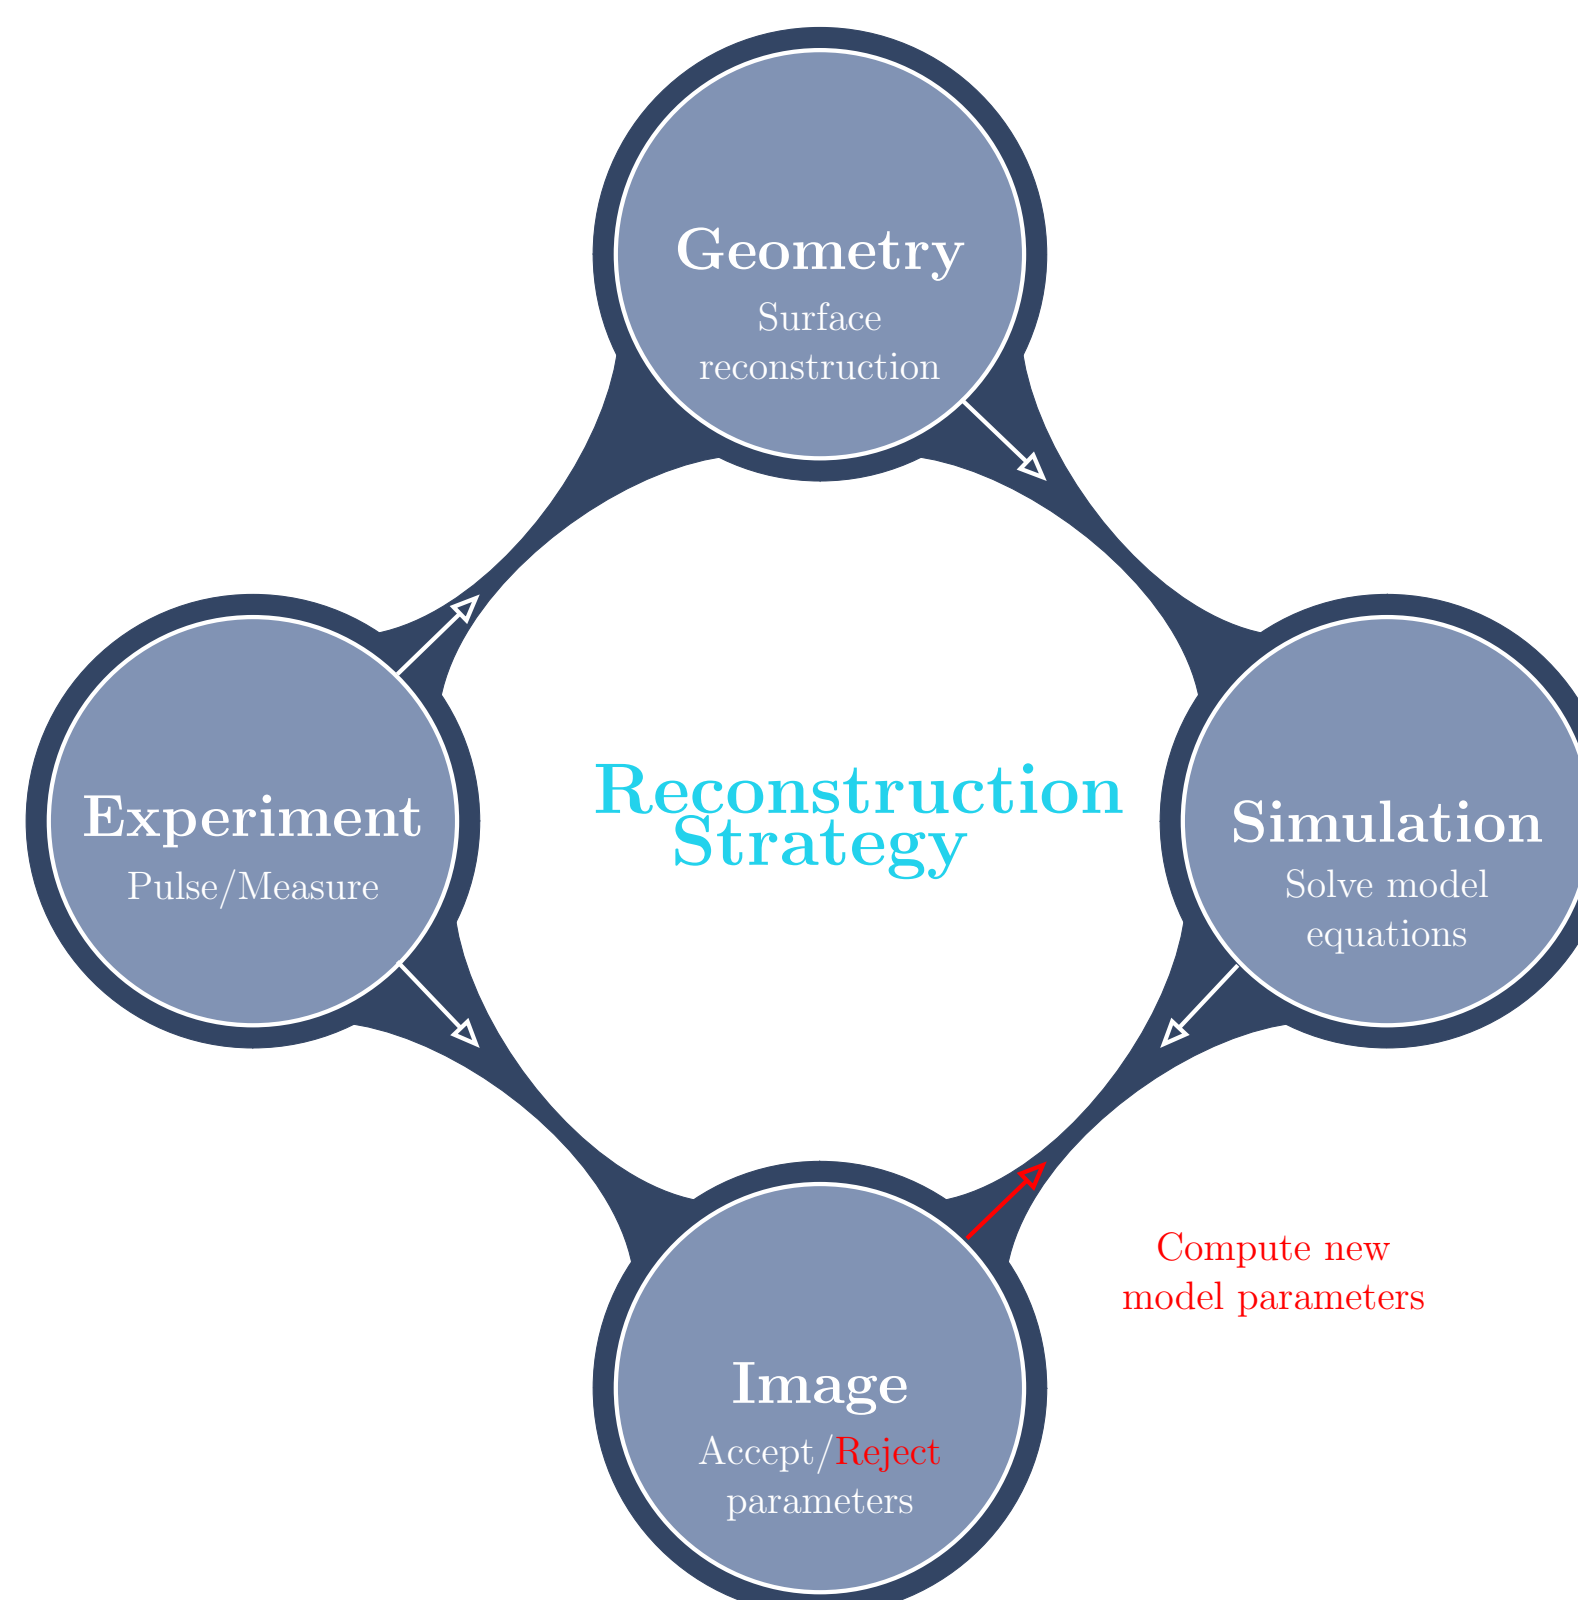 Geometry
Surface
reconstruction
Experiment
Pulse/Measure
Reconstruction
Strategy
Simulation
Solve model
equations
Compute new
model parameters
Image
Accept/Reject
parameters